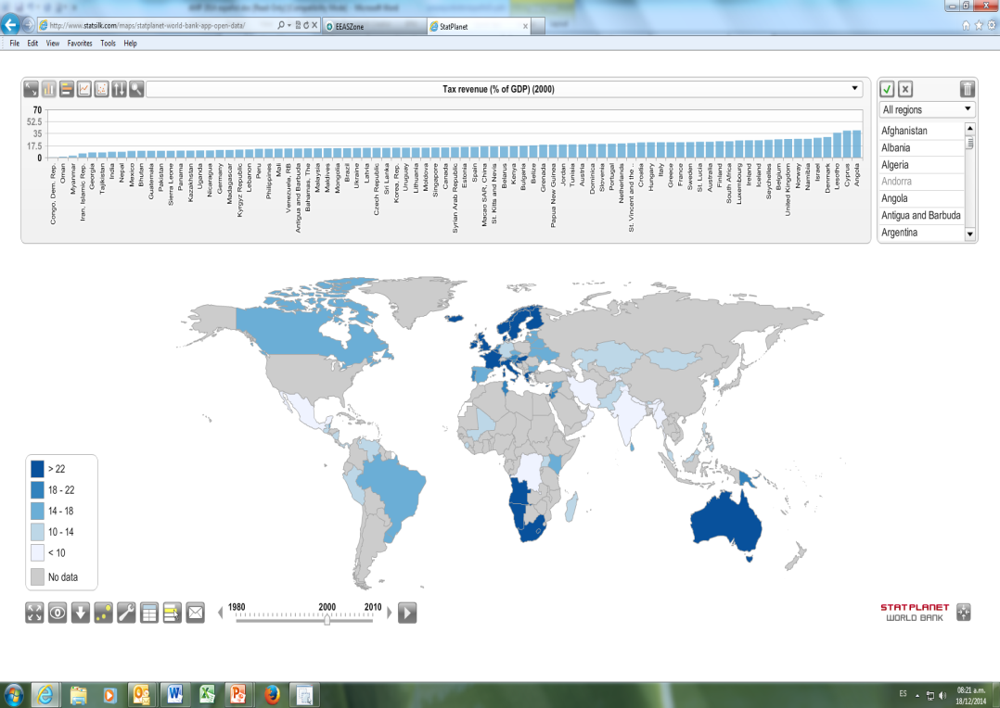 http://www.statsilk.com/maps/statplanet-world-bank-app-open-data/
EEASZone
StatPlanet
File Edit View Favorites Tools Help
Tax revenue (% of GDP) (2000)
70
52.5
35
17.5
0
Congo, Dem. Rep.
Oman
Myanmar
Iran, Islamic Rep.
Georgia
Tajikistan
India
Nepal
Mexico
Bhutan
Guatemala
Pakistan
Sierra Leone
Panama
Kazakhstan
Uganda
Nicaragua
Germany
Madagascar
Kyrgyz Republic
Lebanon
Peru
Philippines
Mali
Venezuela, RB
Antigua and Barbuda
Bahamas, The
Malaysia
Maldives
Mongolia
Brazil
Ukraine
Latvia
Czech Republic
Sri Lanka
Korea, Rep.
Uruguay
Lithuania
Moldova
Singapore
Canada
Syrian Arab Republic
Estonia
Spain
Macao SAR, China
St. Kitts and Nevis
Belarus
Kenya
Bulgaria
Belize
Grenada
Papua New Guinea
Jordan
Tunisia
Austria
Dominica
Slovenia
Portugal
Netherlands
St. Vincent and the ..
Croatia
Hungary
Italy
Greece
France
Sweden
St. Lucia
Australia
Finland
South Africa
Luxembourg
Ireland
Iceland
Seychelles
Belgium
United Kingdom
Norway
Namibia
Israel
Denmark
Lesotho
Cyprus
Angola
All regions
Afghanistan
Albania
Algeria
Andorra
Angola
Antigua and Barbuda
Argentina
> 22
18 - 22
14 - 18
10 - 14
< 10
No data
1980 2000 2010
STATPLANET
WORLD BANK
ES
08:21 a.m.
18/12/2014